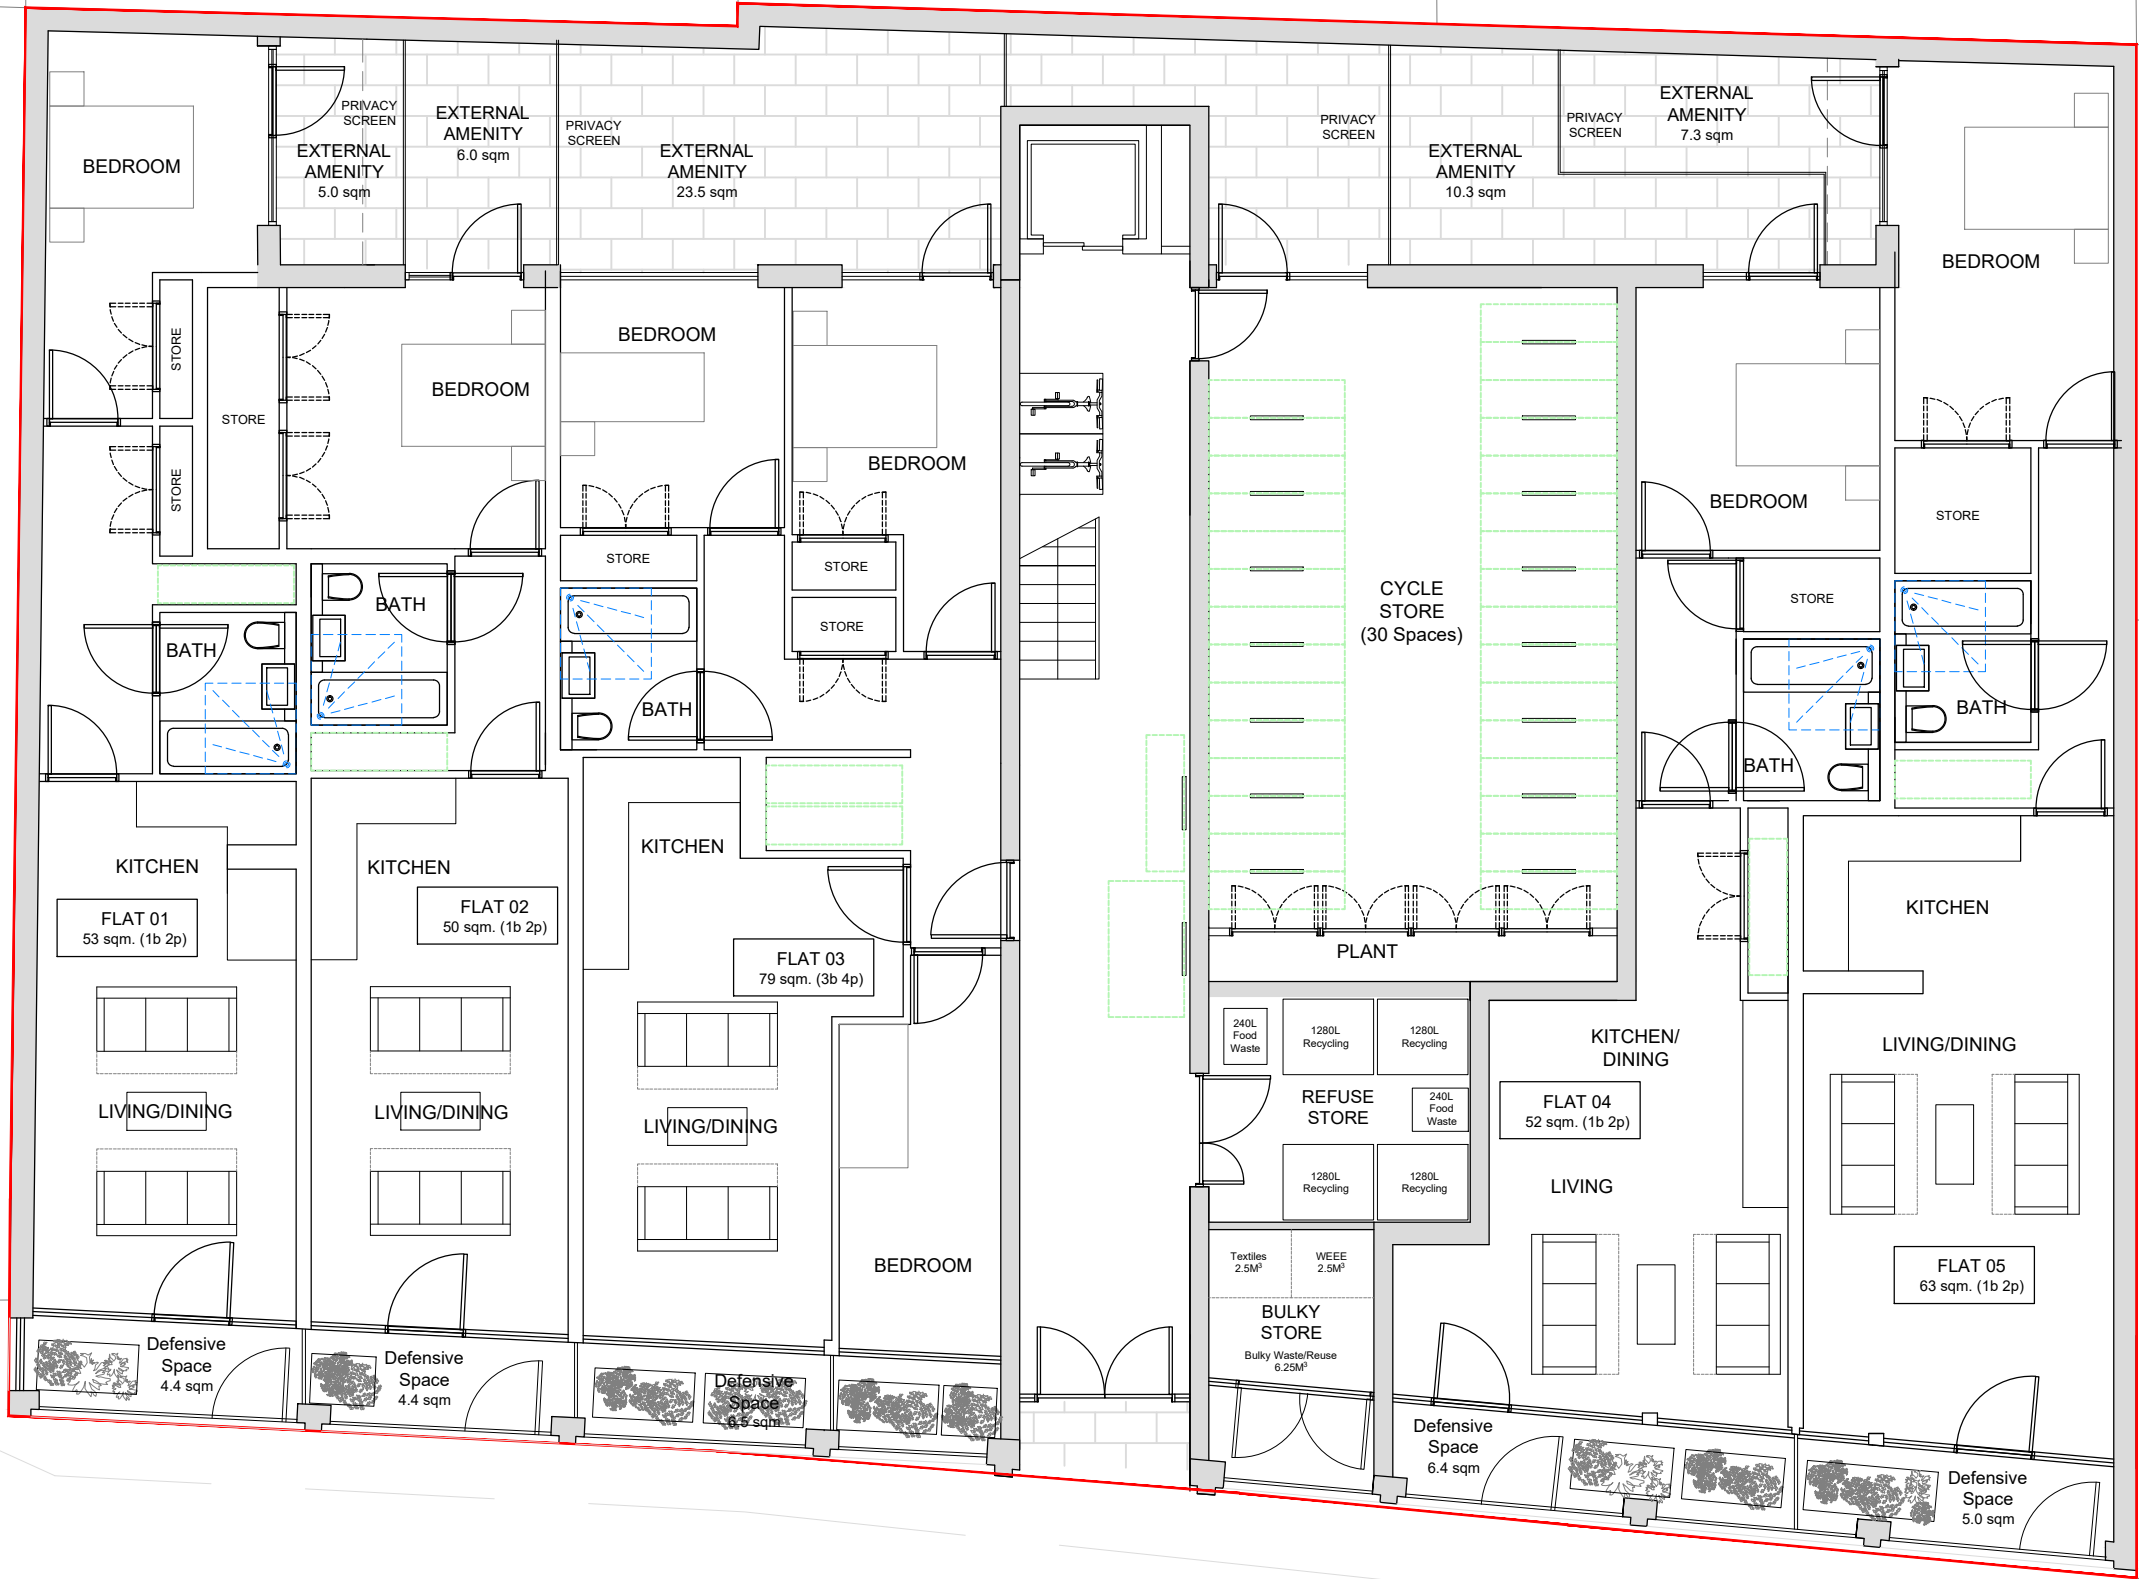 BEDROOM
PRIVACY
SCREEN
EXTERNAL
AMENITY
5.0 sqm
EXTERNAL
AMENITY
6.0 sqm
PRIVACY
SCREEN
EXTERNAL
AMENITY
23.5 sqm
PRIVACY
SCREEN
EXTERNAL
AMENITY
10.3 sqm
PRIVACY
SCREEN
EXTERNAL
AMENITY
7.3 sqm
BEDROOM
STORE
STORE
STORE
BEDROOM
BEDROOM
BEDROOM
BEDROOM
STORE
STORE
STORE
STORE
STORE
BATH
BATH
BATH
CYCLE
STORE
(30 Spaces)
BATH
BATH
KITCHEN
FLAT 01
53 sqm. (1b 2p)
KITCHEN
FLAT 02
50 sqm. (1b 2p)
KITCHEN
FLAT 03
79 sqm. (3b 4p)
PLANT
KITCHEN
240L
Food
Waste
1280L
Recycling
1280L
Recycling
REFUSE
STORE
240L
Food
Waste
1280L
Recycling
1280L
Recycling
KITCHEN/
DINING
FLAT 04
52 sqm. (1b 2p)
LIVING
LIVING/DINING
FLAT 05
63 sqm. (1b 2p)
LIVING/DINING
LIVING/DINING
LIVING/DINING
BEDROOM
Textiles
2.5M³
WEEE
2.5M³
BULKY
STORE
Bulky Waste/Reuse
6.25M³
Defensive
Space
4.4 sqm
Defensive
Space
4.4 sqm
Defensive
Space
6.5 sqm
Defensive
Space
6.4 sqm
Defensive
Space
5.0 sqm